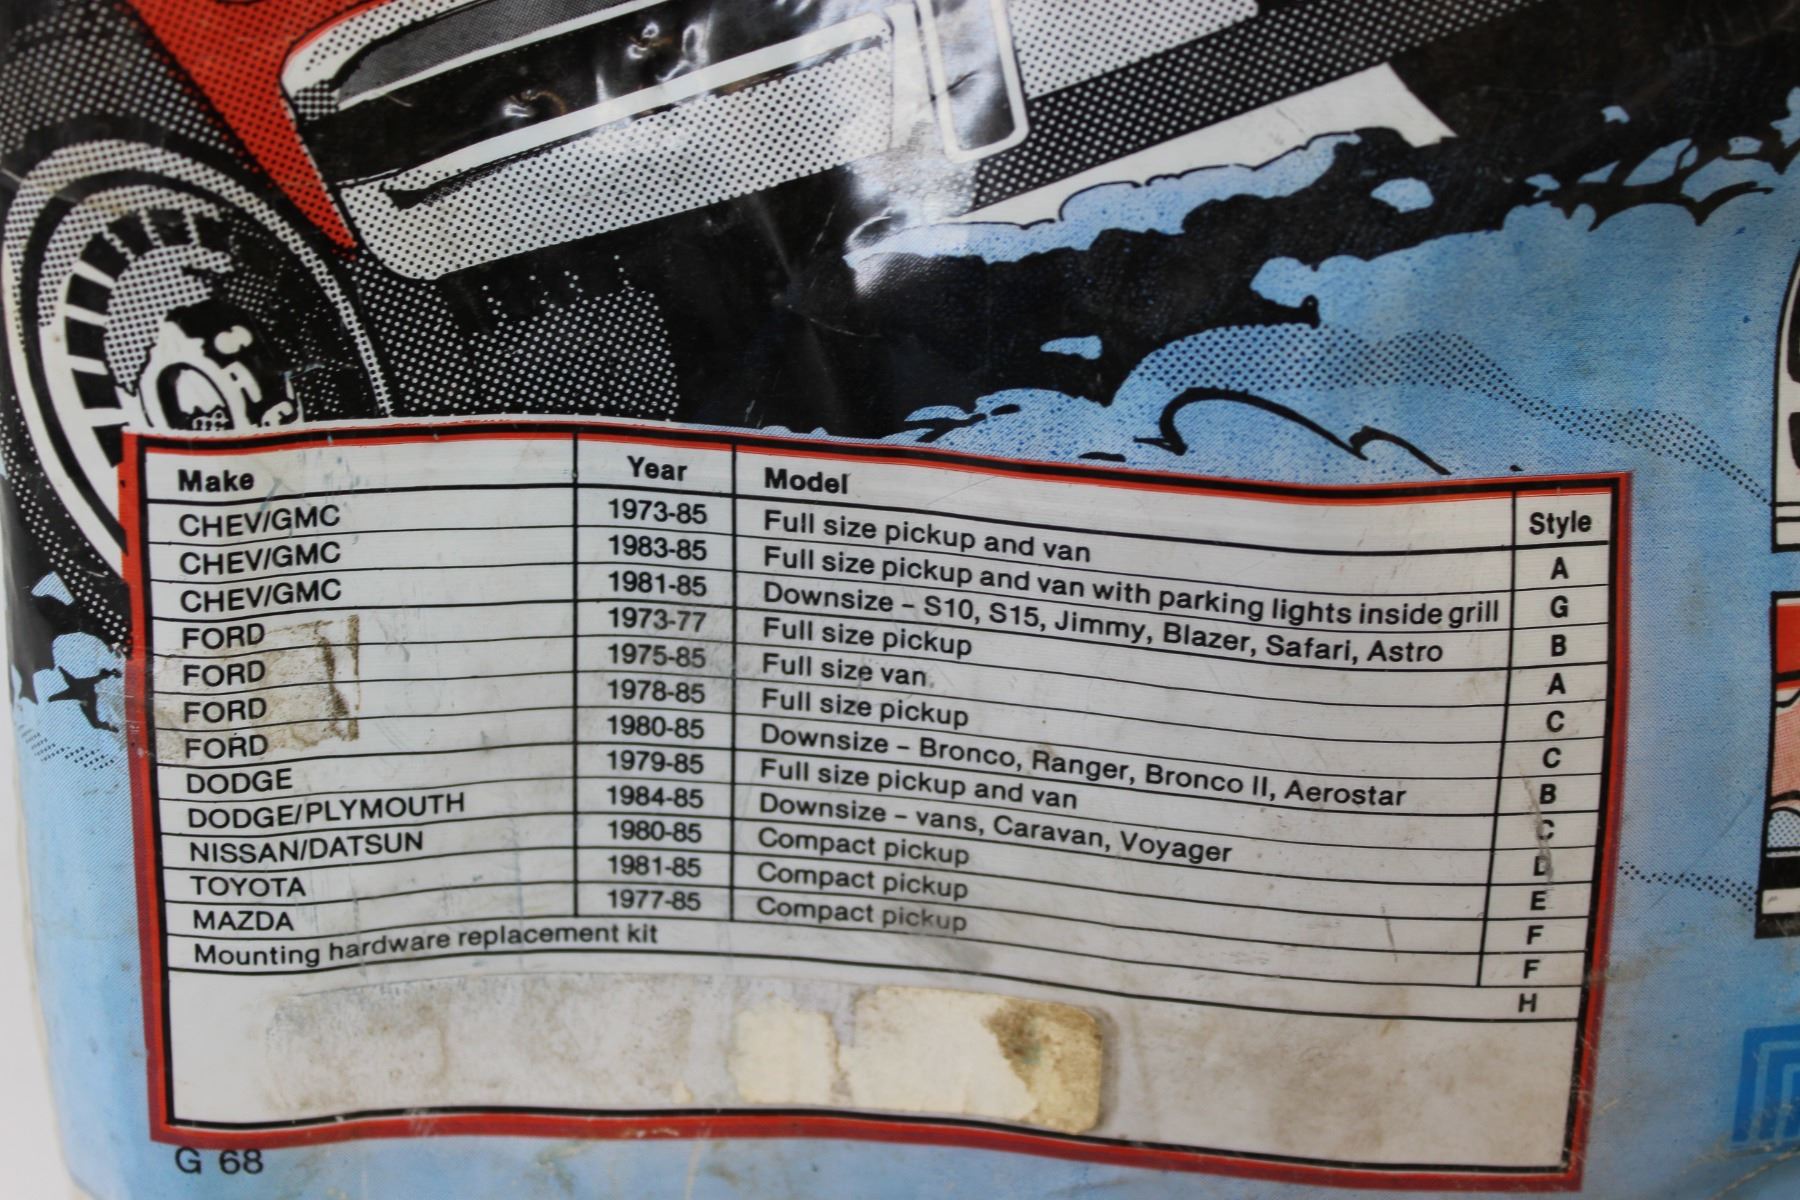 Make Year Model Style
CHEV/GMC 1973-85 Full size pickup and van A
CHEV/GMC 1983-85 Full size pickup and van with parking lights inside grill G
CHEV/GMC 1981-85 Downsize – S10, S15, Jimmy, Blazer, Safari, Astro B
FORD 1973-77 Full size pickup A
FORD 1975-85 Full size van C
FORD 1978-85 Full size pickup C
FORD 1980-85 Downsize – Bronco, Ranger, Bronco II, Aerostar B
DODGE 1979-85 Full size pickup and van C
DODGE/PLYMOUTH 1984-85 Downsize – vans, Caravan, Voyager D
NISSAN/DATSUN 1980-85 Compact pickup E
TOYOTA 1981-85 Compact pickup F
MAZDA 1977-85 Compact pickup F
Mounting hardware replacement kit H
G 68